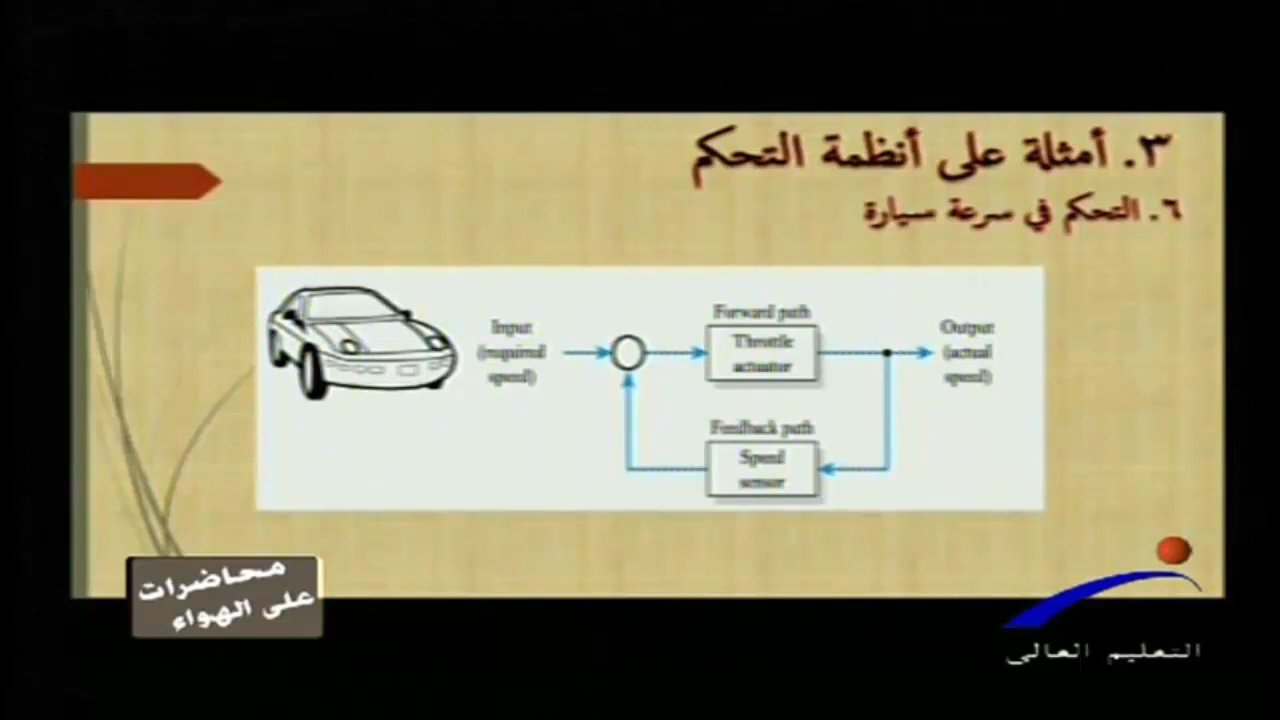 ٣. أمثلة على أنظمة التحكم
٦. التحكم في سرعة سيارة
Input
(required
speed)
Forward path
Throttle
actuator
Output
(actual
speed)
Feedback path
Speed
sensor
محاضرات
على الهواء
التعليم العالى